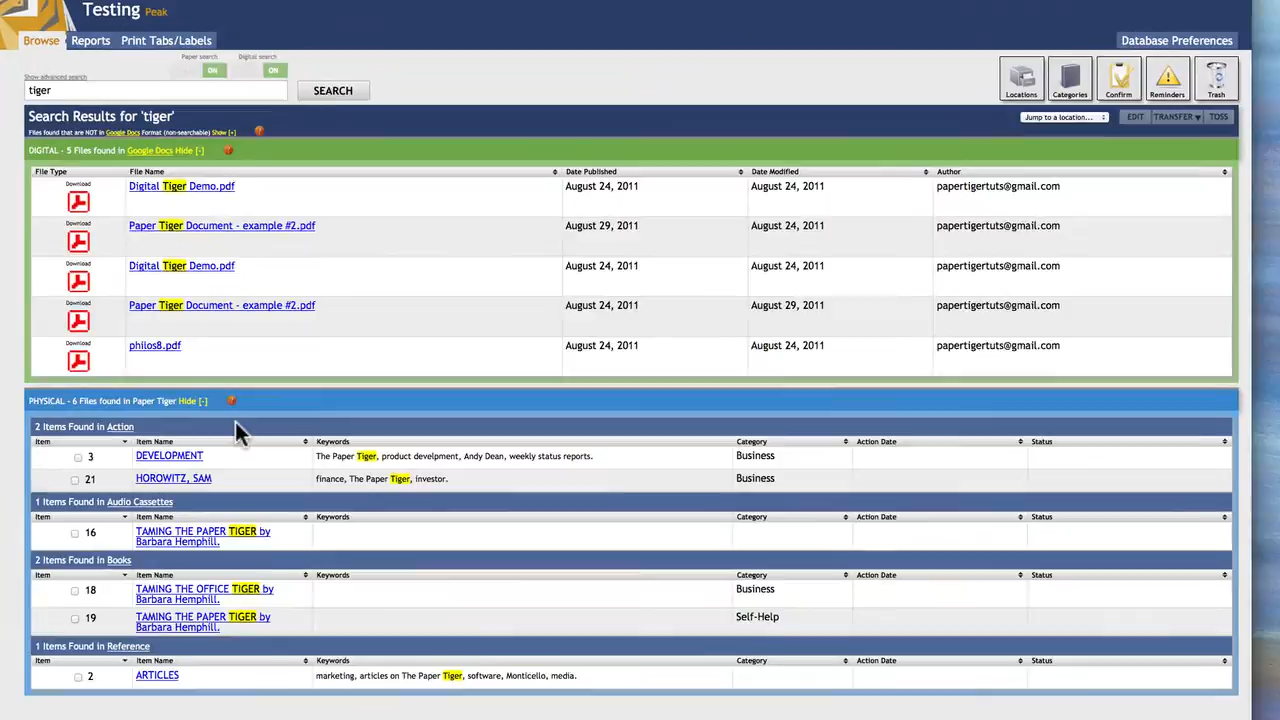 Testing Peak
Browse Reports Print Tabs/Labels Database Preferences
Paper search Digital search
ON ON
Show advanced search
tiger SEARCH
Locations Categories Confirm Reminders Trash
Search Results for 'tiger' Jump to a location... EDIT TRANSFER TOSS
Files found that are NOT in Google Docs Format (non-searchable) Show [+]
DIGITAL - 5 Files found in Google Docs Hide [-]
File Type File Name Date Published Date Modified Author
Download Digital Tiger Demo.pdf August 24, 2011 August 24, 2011 papertigertuts@gmail.com
Download Paper Tiger Document - example #2.pdf August 29, 2011 August 24, 2011 papertigertuts@gmail.com
Download Digital Tiger Demo.pdf August 24, 2011 August 24, 2011 papertigertuts@gmail.com
Download Paper Tiger Document - example #2.pdf August 24, 2011 August 29, 2011 papertigertuts@gmail.com
Download philos8.pdf August 24, 2011 August 24, 2011 papertigertuts@gmail.com
PHYSICAL - 6 Files found in Paper Tiger Hide [-]
2 Items Found in Action
Item Item Name Keywords Category Action Date Status
3 DEVELOPMENT The Paper Tiger, product develpment, Andy Dean, weekly status reports. Business
21 HOROWITZ, SAM finance, The Paper Tiger, investor. Business
1 Items Found in Audio Cassettes
Item Item Name Keywords Category Action Date Status
16 TAMING THE PAPER TIGER by
Barbara Hemphill.
2 Items Found in Books
Item Item Name Keywords Category Action Date Status
18 TAMING THE OFFICE TIGER by Business
Barbara Hemphill.
19 TAMING THE PAPER TIGER by Self-Help
Barbara Hemphill.
1 Items Found in Reference
Item Item Name Keywords Category Action Date Status
2 ARTICLES marketing, articles on The Paper Tiger, software, Monticello, media.